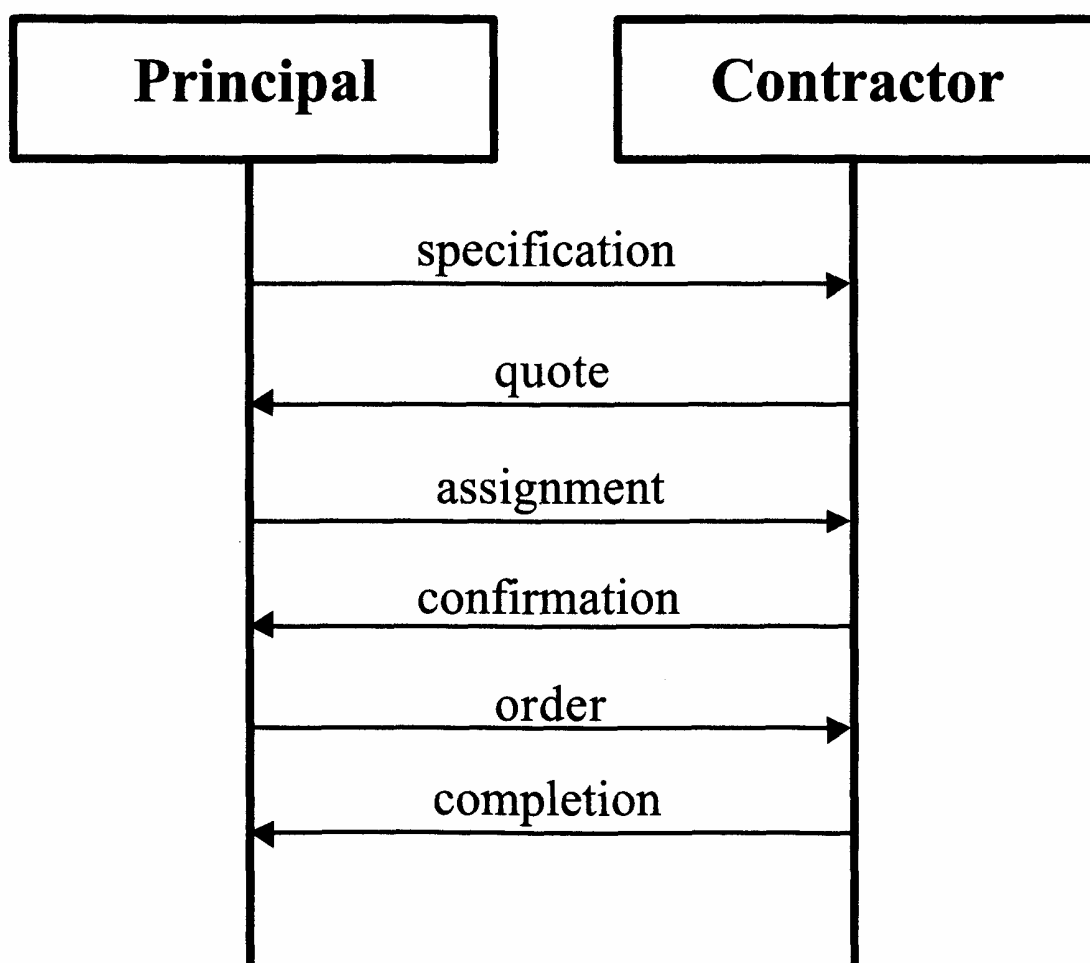 Principal
Contractor
specification
quote
assignment
confirmation
order
completion